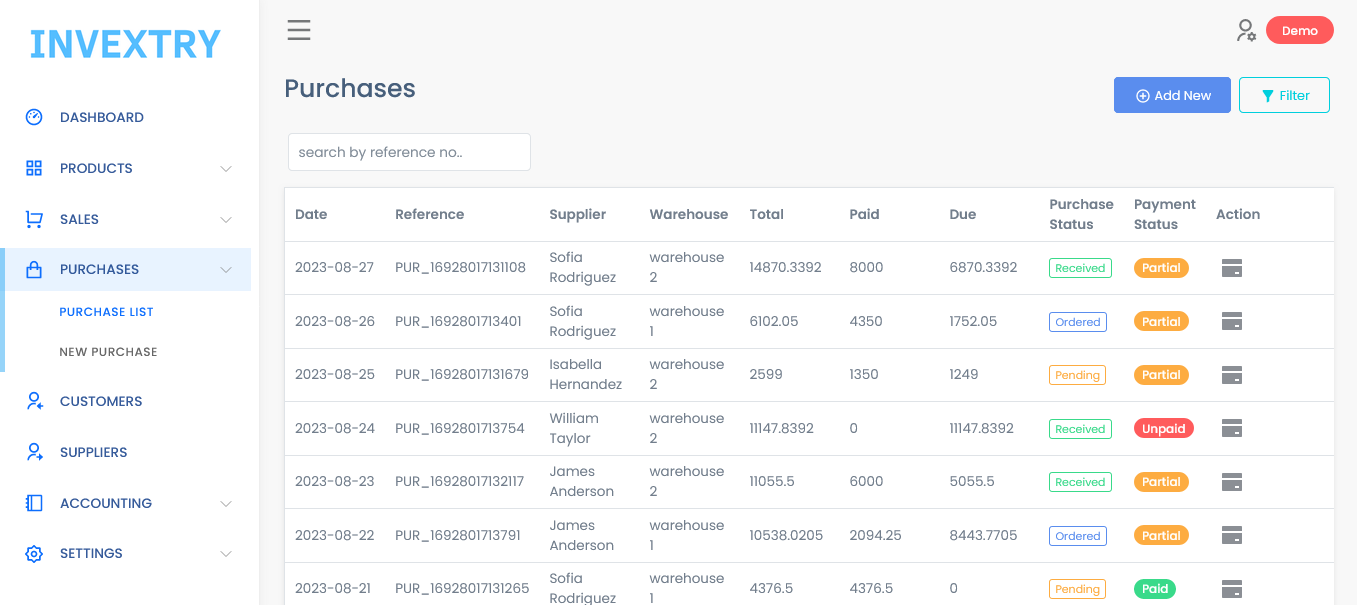 INVEXTRY
Demo
DASHBOARD
PRODUCTS
SALES
PURCHASES
PURCHASE LIST
NEW PURCHASE
CUSTOMERS
SUPPLIERS
ACCOUNTING
SETTINGS
Purchases
Add New
Filter
search by reference no..
Date Reference Supplier Warehouse Total Paid Due Purchase Status Payment Status Action
2023-08-27 PUR_16928017131108 Sofia Rodriguez warehouse 2 14870.3392 8000 6870.3392 Received Partial
2023-08-26 PUR_1692801713401 Sofia Rodriguez warehouse 1 6102.05 4350 1752.05 Ordered Partial
2023-08-25 PUR_16928017131679 Isabella Hernandez warehouse 2 2599 1350 1249 Pending Partial
2023-08-24 PUR_1692801713754 William Taylor warehouse 2 11147.8392 0 11147.8392 Received Unpaid
2023-08-23 PUR_16928017132117 James Anderson warehouse 2 11055.5 6000 5055.5 Received Partial
2023-08-22 PUR_1692801713791 James Anderson warehouse 1 10538.0205 2094.25 8443.7705 Ordered Partial
2023-08-21 PUR_16928017131265 Sofia Rodriguez warehouse 1 4376.5 4376.5 0 Pending Paid